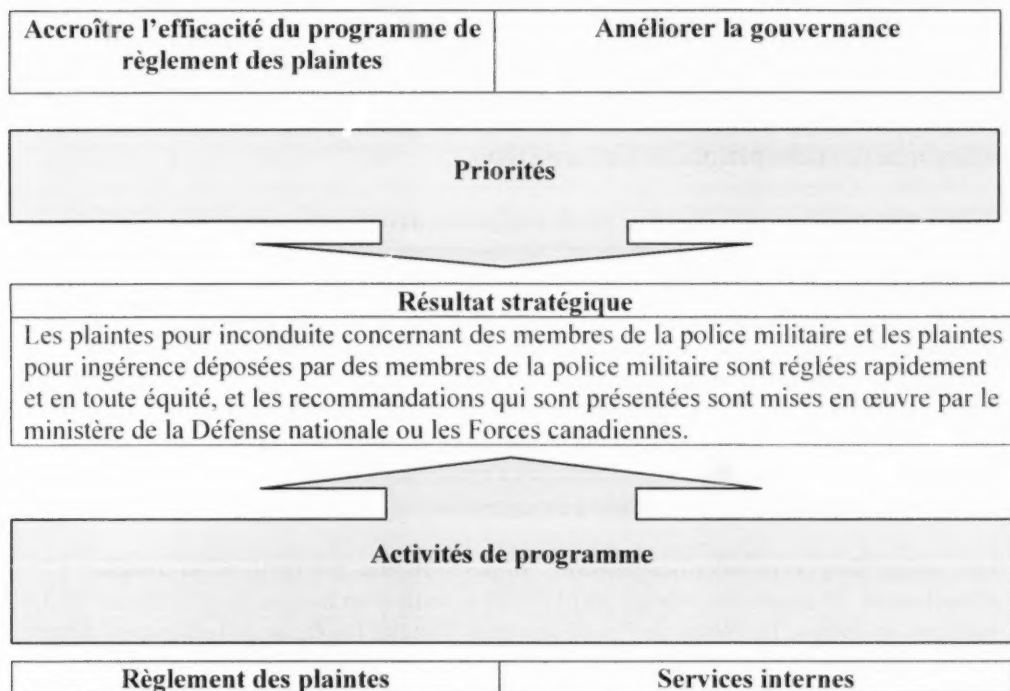 Accroître l'efficacité du programme de
règlement des plaintes
Améliorer la gouvernance
Priorités
Résultat stratégique
Les plaintes pour inconduite concernant des membres de la police militaire et les plaintes
pour ingérence déposées par des membres de la police militaire sont réglées rapidement
et en toute équité, et les recommandations qui sont présentées sont mises en œuvre par le
ministère de la Défense nationale ou les Forces canadiennes.
Activités de programme
Règlement des plaintes
Services internes